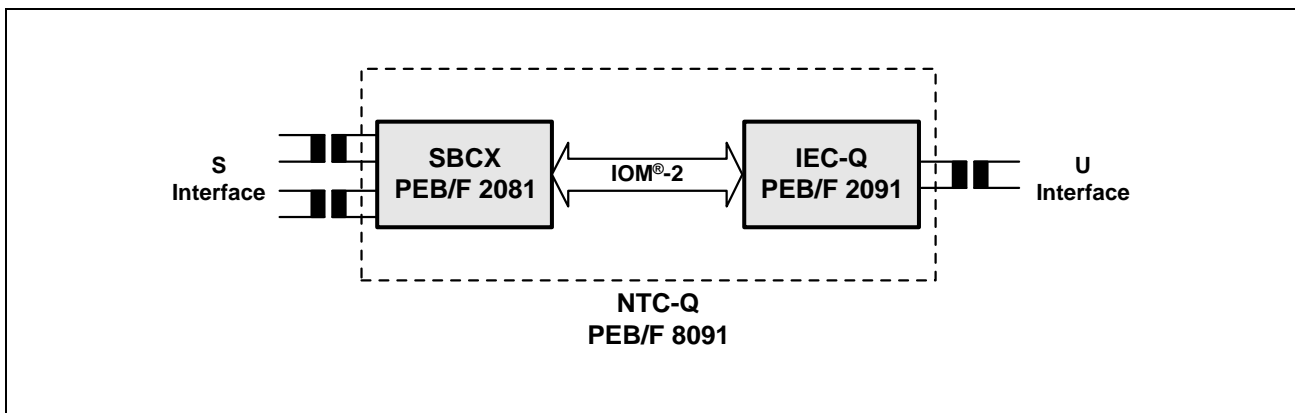 S
Interface
SBCX
PEB/F 2081
IOM®-2
IEC-Q
PEB/F 2091
U
Interface
NTC-Q
PEB/F 8091